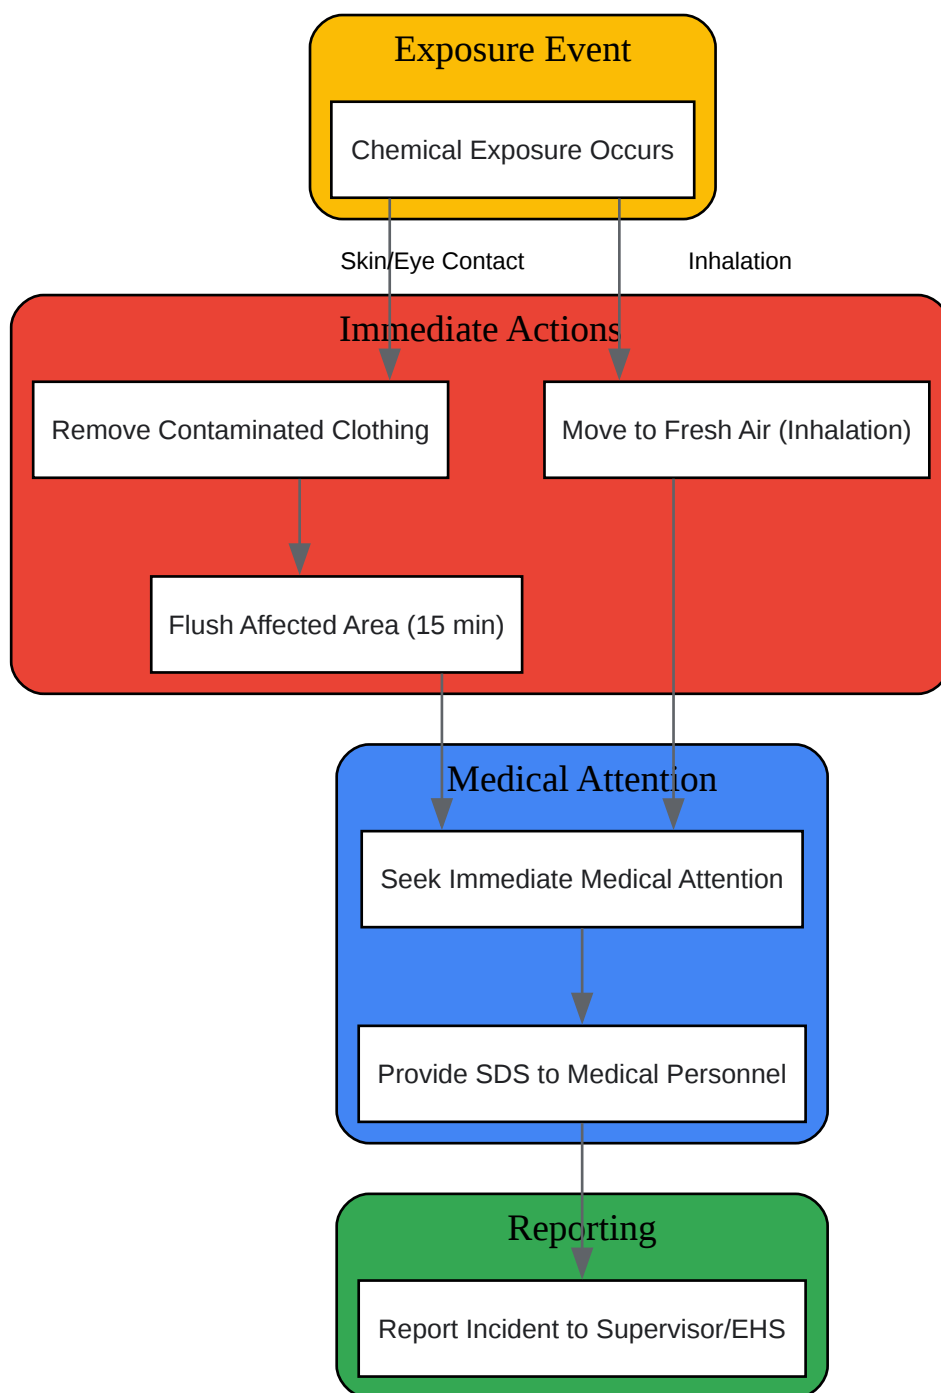 Exposure Event
Chemical Exposure Occurs
Skin/Eye Contact
Inhalation
Immediate Actions
Remove Contaminated Clothing
Move to Fresh Air (Inhalation)
Flush Affected Area (15 min)
Medical Attention
Seek Immediate Medical Attention
Provide SDS to Medical Personnel
Reporting
Report Incident to Supervisor/EHS